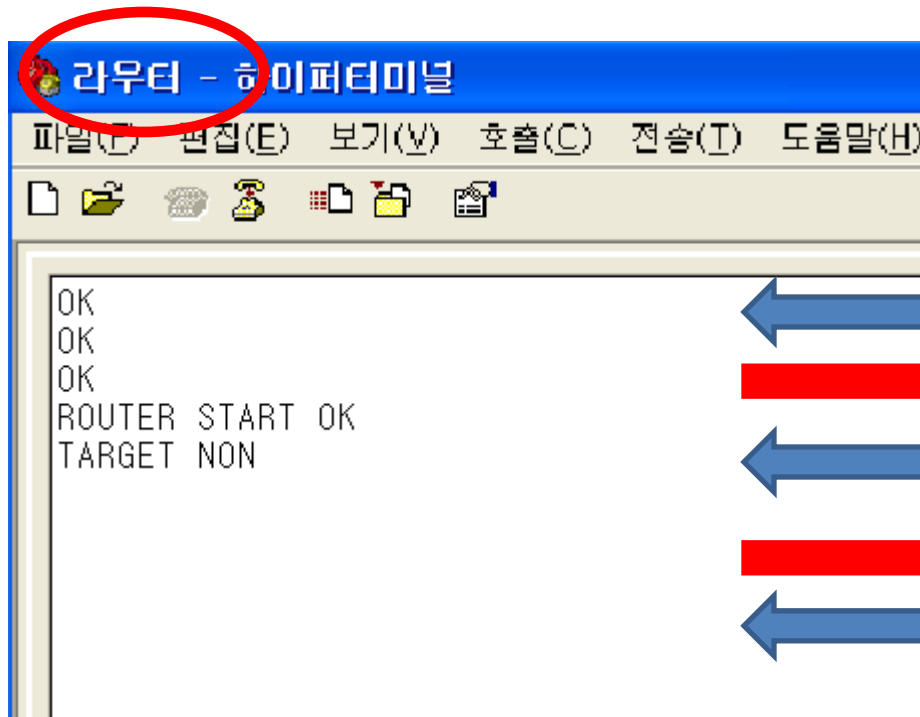 라우터 - 하이퍼터미널
파일(F) 편집(E) 보기(V) 호출(C) 전송(T) 도움말(H)
OK
OK
OK
ROUTER START OK
TARGET NON